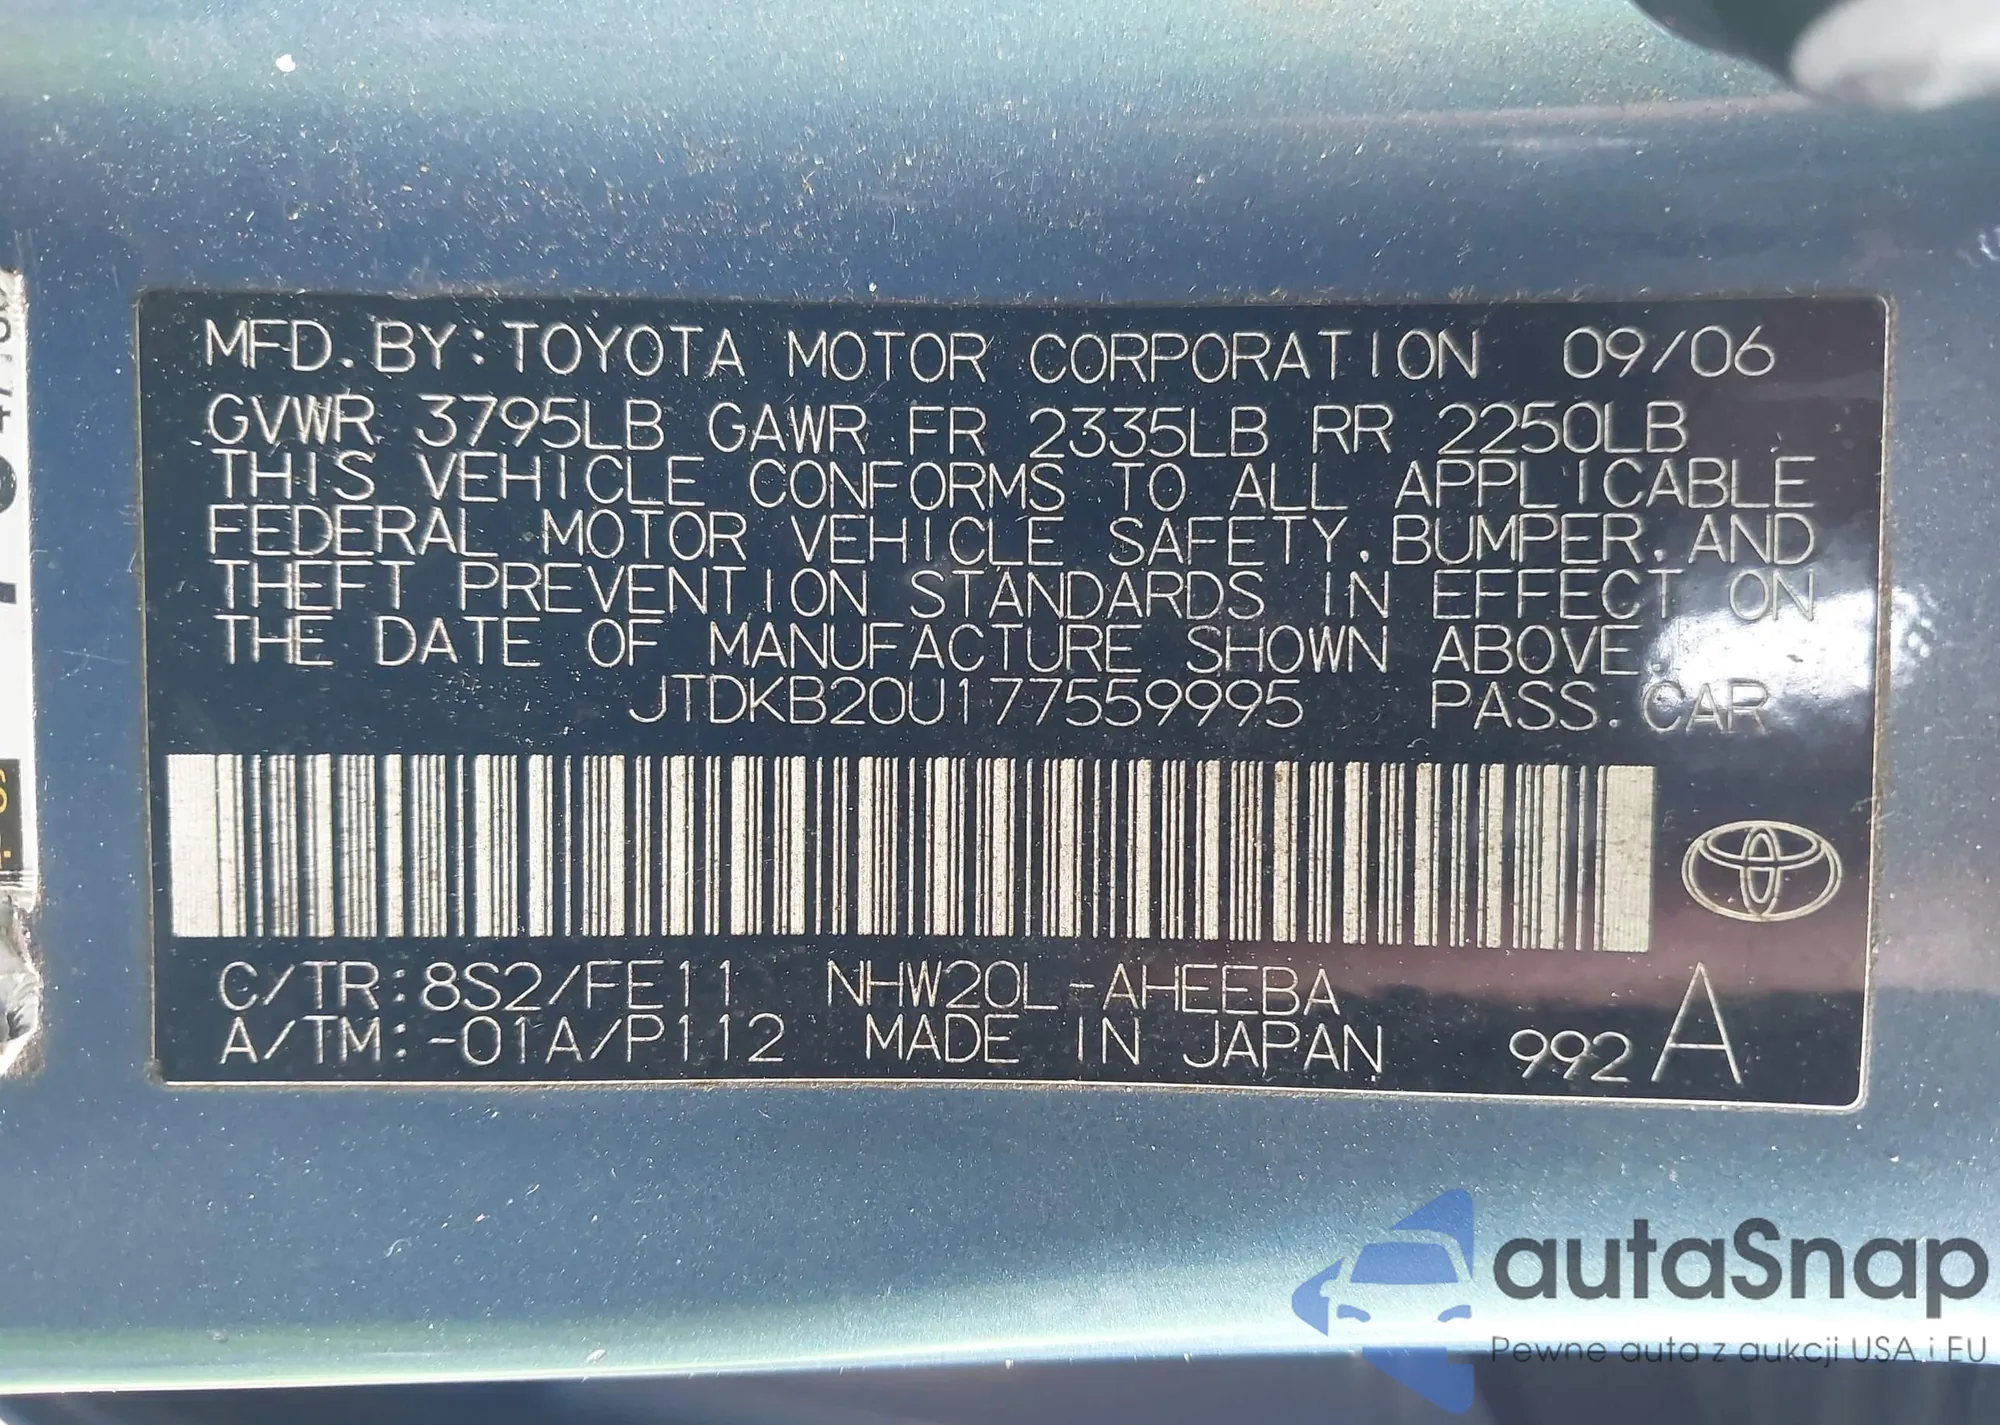 MFD. BY: TOYOTA MOTOR CORPORATION 09/06
GVWR 3795LB GAWR FR 2335LB RR 2250LB
THIS VEHICLE CONFORMS TO ALL APPLICABLE
FEDERAL MOTOR VEHICLE SAFETY, BUMPER, AND
THEFT PREVENTION STANDARDS IN EFFECT ON
THE DATE OF MANUFACTURE SHOWN ABOVE.
JTDKB20U177559995 PASS. CAR
C/TR: 8S2/FE11 NHW20L-AHEEBA
A/TM: -01A/P112 MADE IN JAPAN 992 A
autaSnap
Pewne auta z aukcji USA i EU